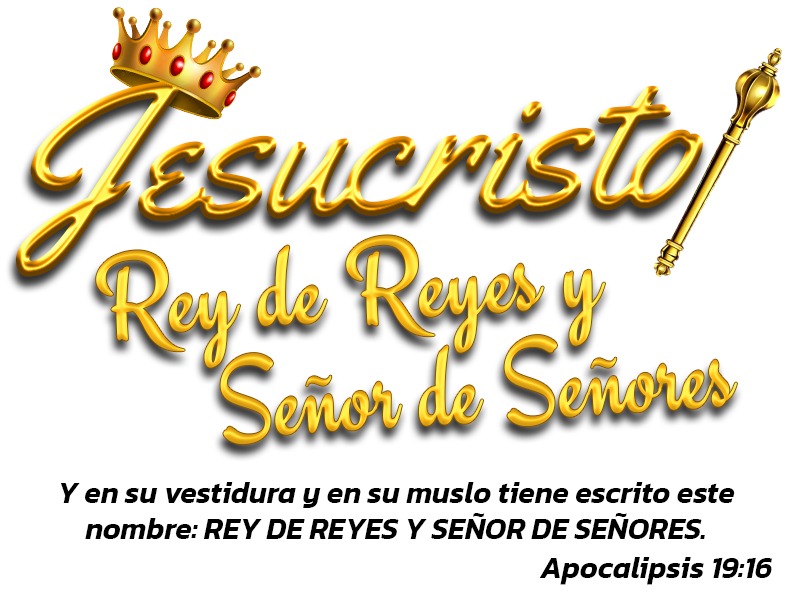 Jesucristo
Rey de Reyes y
Señor de Señores
Y en su vestidura y en su muslo tiene escrito este
nombre: REY DE REYES Y SEÑOR DE SEÑORES.
Apocalipsis 19:16